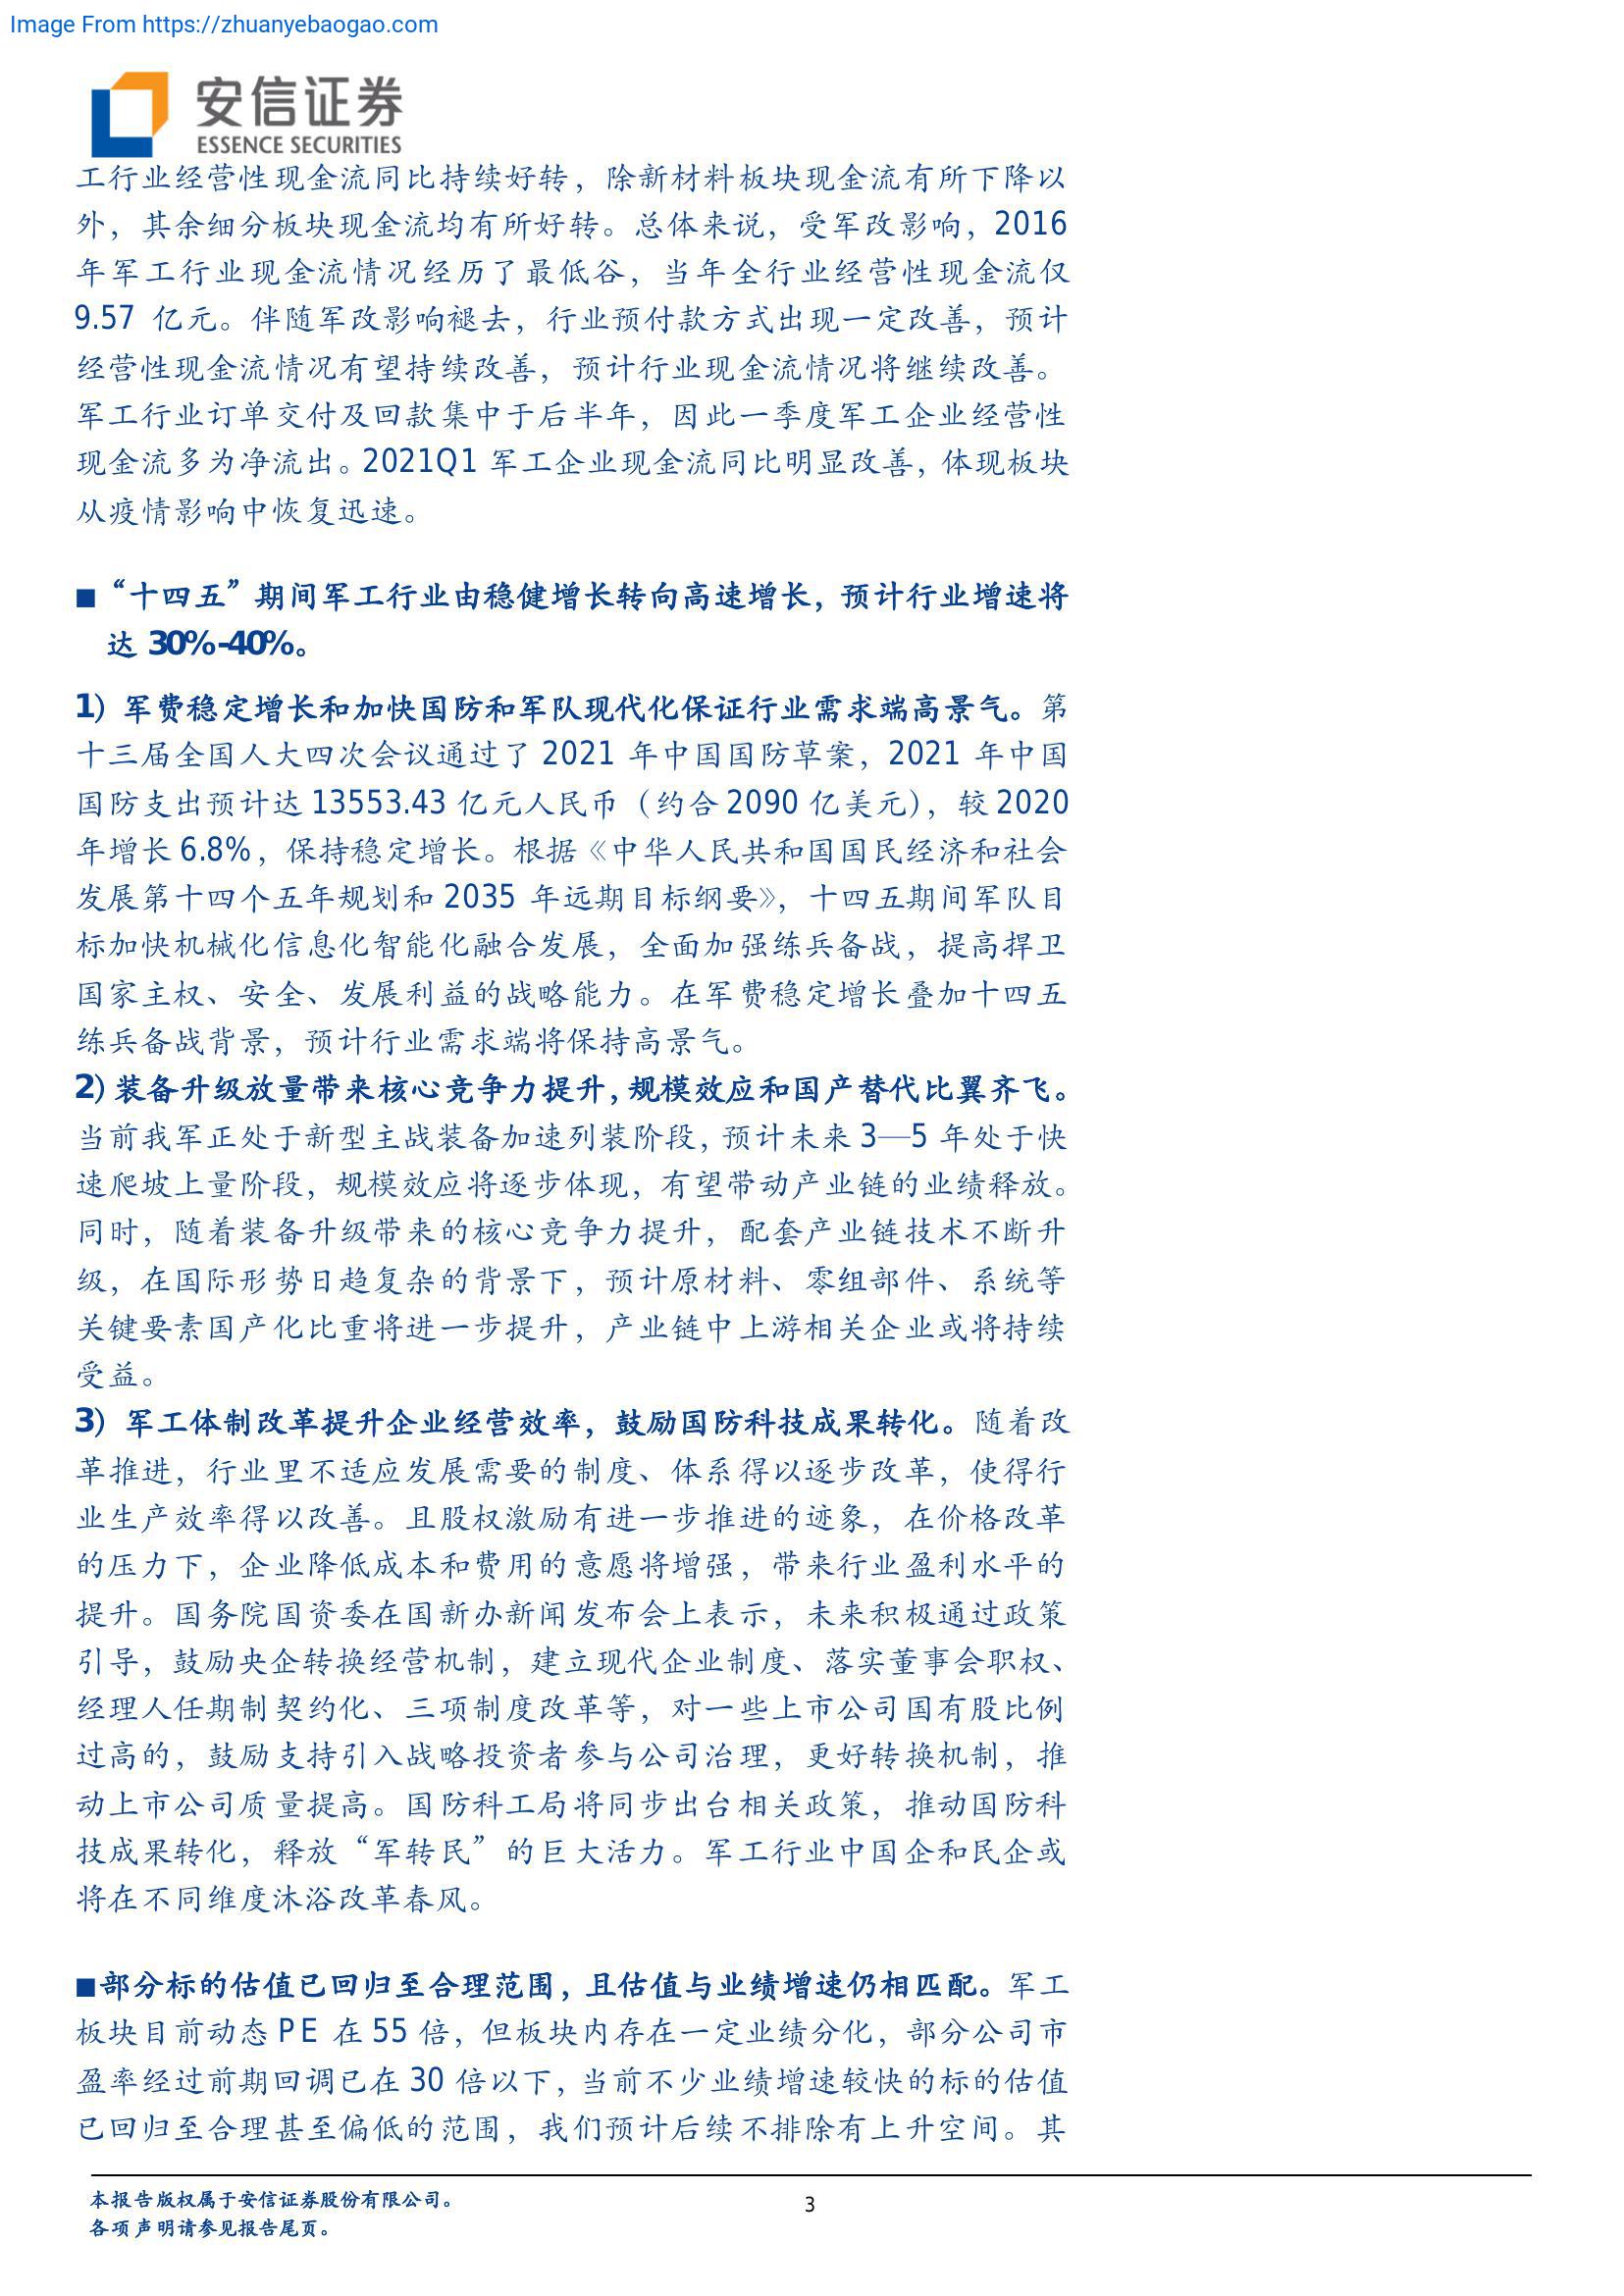 Image From https://zhuanyebaogao.com
安信证券
ESSENCE SECURITIES
工行业经营性现金流同比持续好转，除新材料板块现金流有所下降以
外，其余细分板块现金流均有所好转。总体来说，受军改影响，2016
年军工行业现金流情况经历了最低谷，当年全行业经营性现金流仅
9.57 亿元。伴随军改影响褪去，行业预付款方式出现一定改善，预计
经营性现金流情况有望持续改善，预计行业现金流情况将继续改善。
军工行业订单交付及回款集中于后半年，因此一季度军工企业经营性
现金流多为净流出。2021Q1 军工企业现金流同比明显改善，体现板块
从疫情影响中恢复迅速。
■“十四五”期间军工行业由稳健增长转向高速增长，预计行业增速将
达 30%-40%。
1）军费稳定增长和加快国防和军队现代化保证行业需求端高景气。第
十三届全国人大四次会议通过了 2021 年中国国防草案，2021 年中国
国防支出预计达 13553.43 亿元人民币（约合 2090 亿美元），较 2020
年增长 6.8%，保持稳定增长。根据《中华人民共和国国民经济和社会
发展第十四个五年规划和 2035 年远期目标纲要》，十四五期间军队目
标加快机械化信息化智能化融合发展，全面加强练兵备战，提高捍卫
国家主权、安全、发展利益的战略能力。在军费稳定增长叠加十四五
练兵备战背景，预计行业需求端将保持高景气。
2）装备升级放量带来核心竞争力提升，规模效应和国产替代比翼齐飞。
当前我军正处于新型主战装备加速列装阶段，预计未来 3—5 年处于快
速爬坡上量阶段，规模效应将逐步体现，有望带动产业链的业绩释放。
同时，随着装备升级带来的核心竞争力提升，配套产业链技术不断升
级，在国际形势日趋复杂的背景下，预计原材料、零组部件、系统等
关键要素国产化比重将进一步提升，产业链中上游相关企业或将持续
受益。
3）军工体制改革提升企业经营效率，鼓励国防科技成果转化。随着改
革推进，行业里不适应发展需要的制度、体系得以逐步改革，使得行
业生产效率得以改善。且股权激励有进一步推进的迹象，在价格改革
的压力下，企业降低成本和费用的意愿将增强，带来行业盈利水平的
提升。国务院国资委在国新办新闻发布会上表示，未来积极通过政策
引导，鼓励央企转换经营机制，建立现代企业制度、落实董事会职权、
经理人任期制契约化、三项制度改革等，对一些上市公司国有股比例
过高的，鼓励支持引入战略投资者参与公司治理，更好转换机制，推
动上市公司质量提高。国防科工局将同步出台相关政策，推动国防科
技成果转化，释放“军转民”的巨大活力。军工行业中国企和民企或
将在不同维度沐浴改革春风。
■部分标的估值已回归至合理范围，且估值与业绩增速仍相匹配。军工
板块目前动态 PE 在 55 倍，但板块内存在一定业绩分化，部分公司市
盈率经过前期回调已在 30 倍以下，当前不少业绩增速较快的标的估值
已回归至合理甚至偏低的范围，我们预计后续不排除有上升空间。其
本报告版权属于安信证券股份有限公司。
3
各项声明请参见报告尾页。